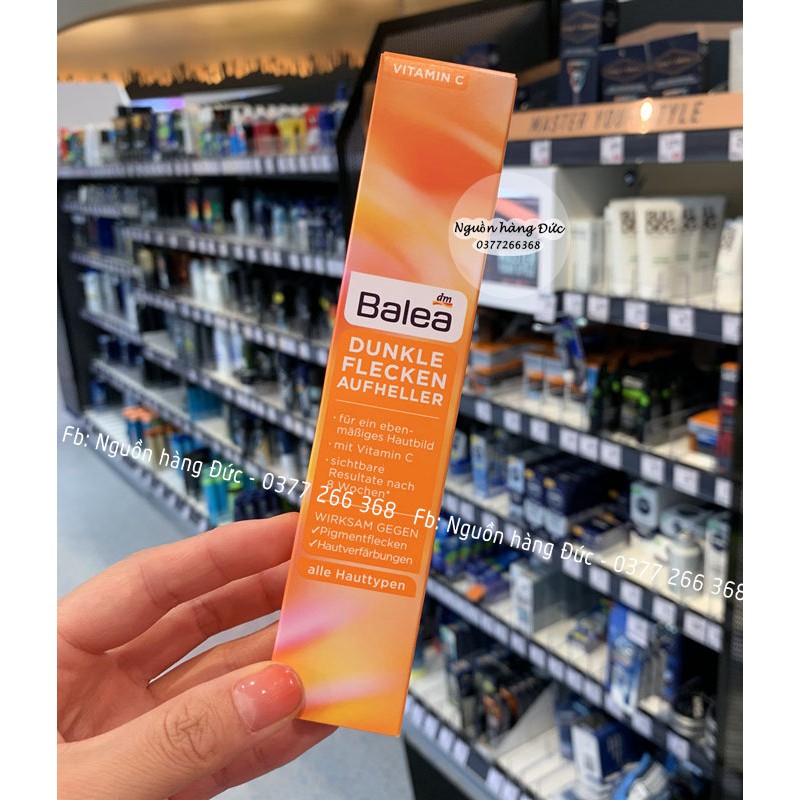 VITAMIN C
Nguồn hàng Đức
0377266368
MASTER YOUR STYLE
dm
Balea
DUNKLE
FLECKEN
AUFHELLER
· für ein eben-
mäßiges Hautbild
· mit Vitamin C
· sichtbare
Resultate nach
8 Wochen*
WIRKSAM GEGEN
✓Pigmentflecken
✓Hautverfärbungen
alle Hauttypen
Fb: Nguồn hàng Đức - 0377 266 368
Fb: Nguồn hàng Đức - 0377 266 368